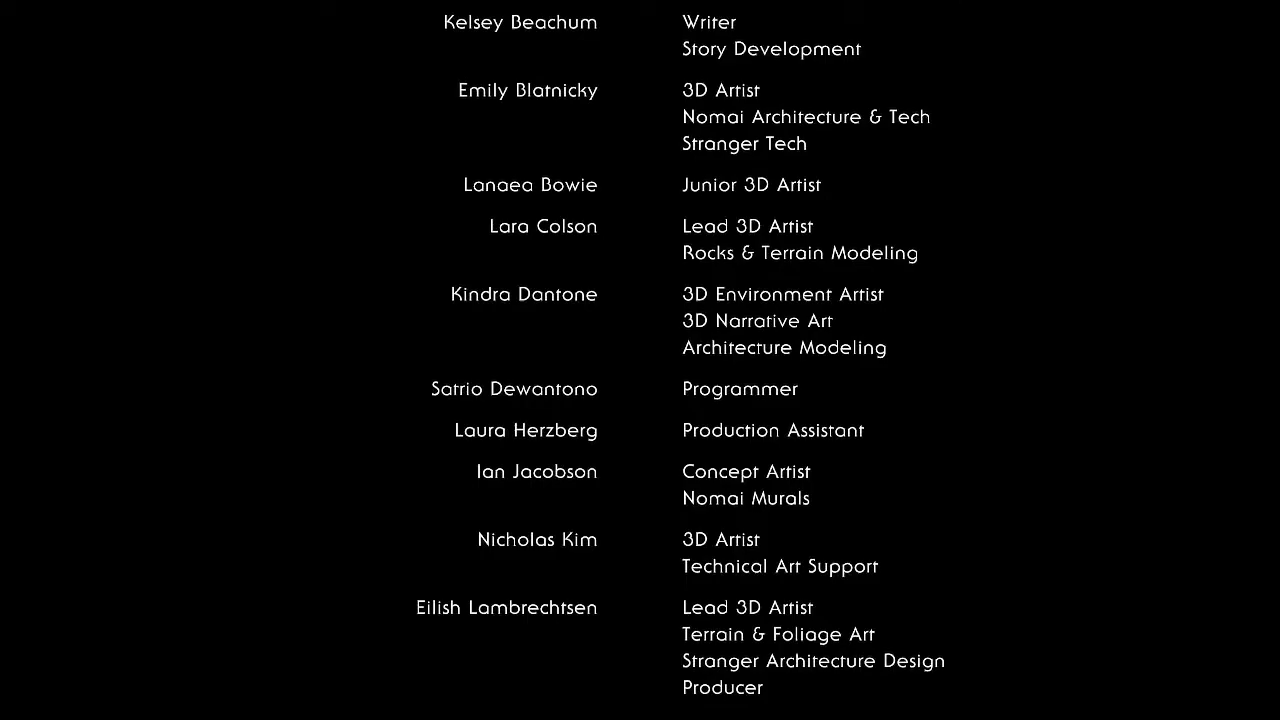 Kelsey Beachum Writer
Story Development
Emily Blatnicky 3D Artist
Nomai Architecture & Tech
Stranger Tech
Lanaea Bowie Junior 3D Artist
Lara Colson Lead 3D Artist
Rocks & Terrain Modeling
Kindra Dantone 3D Environment Artist
3D Narrative Art
Architecture Modeling
Satrio Dewantono Programmer
Laura Herzberg Production Assistant
Ian Jacobson Concept Artist
Nomai Murals
Nicholas Kim 3D Artist
Technical Art Support
Eilish Lambrechtsen Lead 3D Artist
Terrain & Foliage Art
Stranger Architecture Design
Producer